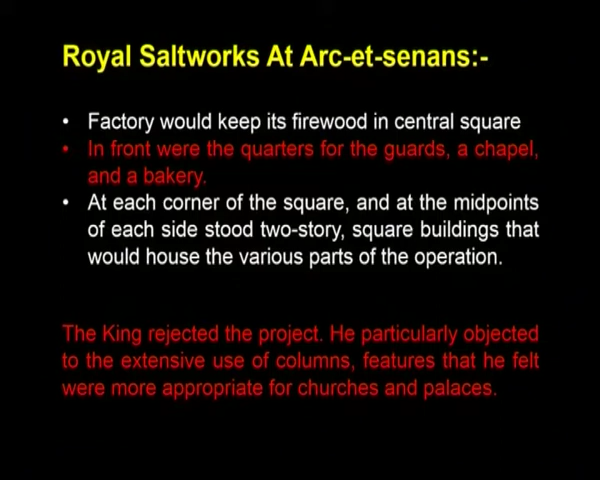 Royal Saltworks At Arc-et-senans:-
• Factory would keep its firewood in central square
• In front were the quarters for the guards, a chapel,
and a bakery.
• At each corner of the square, and at the midpoints
of each side stood two-story, square buildings that
would house the various parts of the operation.
The King rejected the project. He particularly objected
to the extensive use of columns, features that he felt
were more appropriate for churches and palaces.